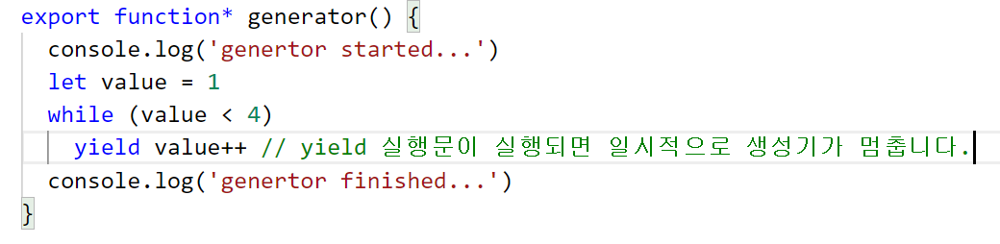 export function* generator() {
console.log('genertor started...')
let value = 1
while (value < 4)
yield value++ // yield 실행문이 실행되면 일시적으로 생성기가 멈춥니다.
console.log('genertor finished...')
}